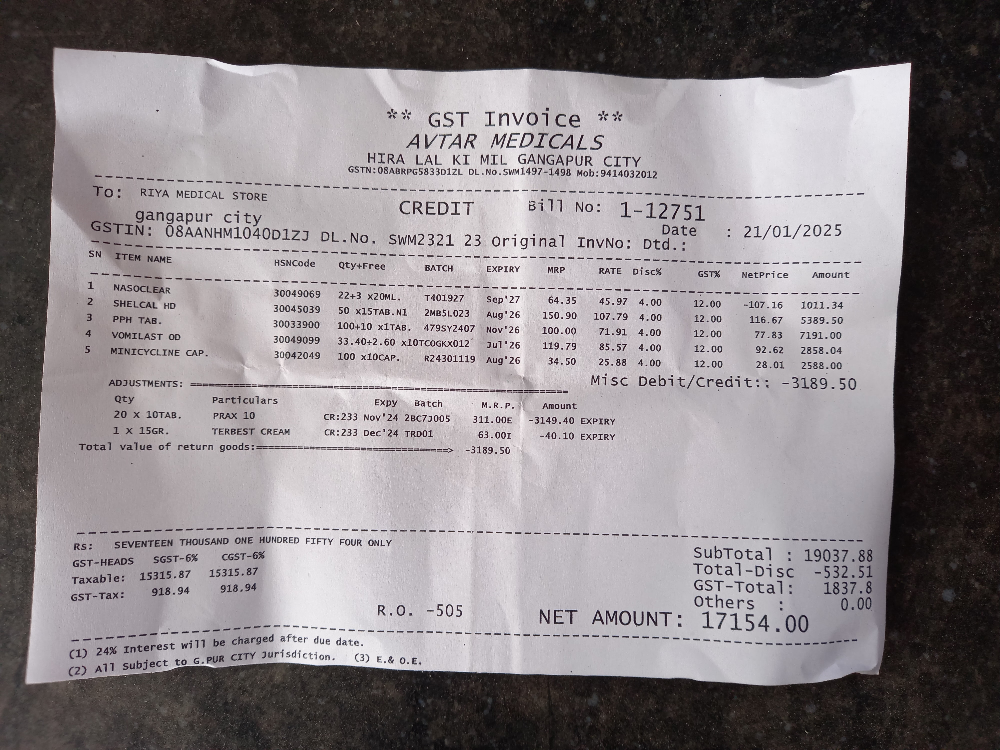 ** GST Invoice **
AVTAR MEDICALS
HIRA LAL KI MIL GANGAPUR CITY
GSTN:08ABRPG5833D1ZL DL.No.SWM1497-1498 Mob:9414032012
To: RIYA MEDICAL STORE CREDIT Bill No: 1-12751
gangapur city Date : 21/01/2025
GSTIN: 08AANHM1040D1ZJ DL.No. SWM2321 23 Original InvNo: Dtd.:
SN ITEM NAME HSNCode Qty+Free BATCH EXPIRY MRP RATE Disc% GST% NetPrice Amount
1 NASOCLEAR 30049069 22+3 x20ML. T401927 Sep'27 64.35 45.97 4.00 12.00 -107.16 1011.34
2 SHELCAL HD 30045039 50 x15TAB.N1 2MB5L023 Aug'26 150.90 107.79 4.00 12.00 116.67 5389.50
3 PPH TAB. 30033900 100+10 x1TAB. 479SY2407 Nov'26 100.00 71.91 4.00 12.00 77.83 7191.00
4 VOMILAST OD 30049099 33.40+2.60 x10TCOGKX012 Jul'26 119.79 85.57 4.00 12.00 92.62 2858.04
5 MINICYCLINE CAP. 30042049 100 x10CAP. R24301119 Aug'26 34.50 25.88 4.00 12.00 28.01 2588.00
ADJUSTMENTS: Misc Debit/Credit:: -3189.50
Qty Particulars Expy Batch M.R.P. Amount
20 X 10TAB. PRAX 10 CR:233 Nov'24 2BC7J005 311.00E -3149.40 EXPIRY
1 X 15GR. TERBEST CREAM CR:233 Dec'24 TRD01 63.00I -40.10 EXPIRY
Total value of return goods: -3189.50
RS: SEVENTEEN THOUSAND ONE HUNDRED FIFTY FOUR ONLY
GST-HEADS SGST-6% CGST-6% SubTotal : 19037.88
Taxable: 15315.87 15315.87 Total-Disc -532.51
GST-Tax: 918.94 918.94 GST-Total: 1837.8
Others : 0.00
R.O. -505 NET AMOUNT: 17154.00
(1) 24% Interest will be charged after due date.
(2) All Subject to G.PUR CITY Jurisdiction. (3) E.& O.E.